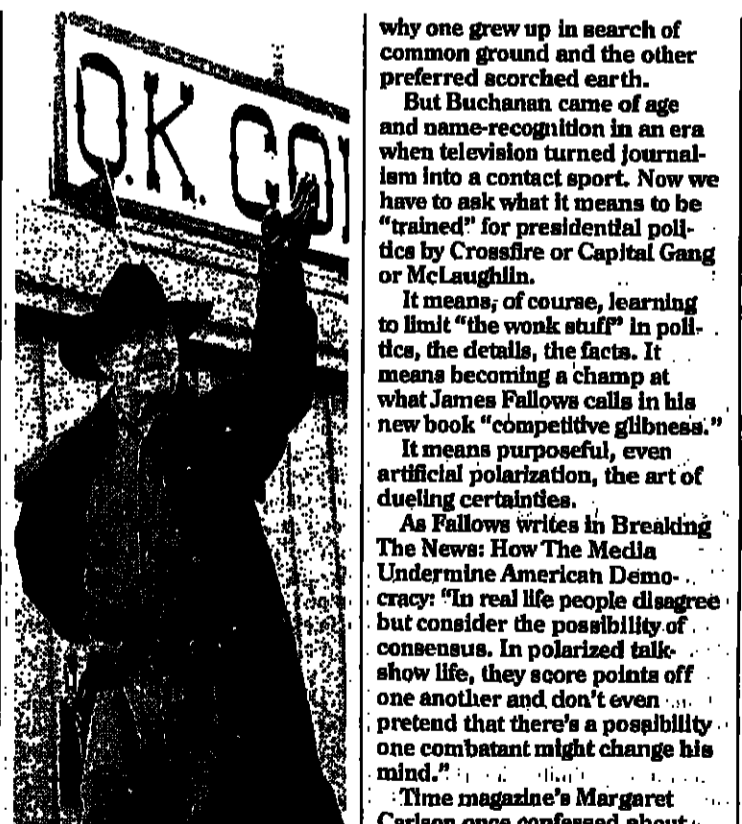 O.K. CO
why one grew up in search of
common ground and the other
preferred scorched earth.
But Buchanan came of age
and name-recognition in an era
when television turned journal-
ism into a contact sport. Now we
have to ask what it means to be
"trained" for presidential poli-
tics by Crossfire or Capital Gang
or McLaughlin.
It means, of course, learning
to limit "the wonk stuff" in poli-
tics, the details, the facts. It
means becoming a champ at
what James Fallows calls in his
new book "competitive glibness."
It means purposeful, even
artificial polarization, the art of
dueling certainties.
As Fallows writes in Breaking
The News: How The Media
Undermine American Demo-
cracy: "In real life people disagree
but consider the possibility of
consensus. In polarized talk-
show life, they score points off
one another and don't even
pretend that there's a possibility
one combatant might change his
mind."
Time magazine's Margaret
Carlson once confessed about